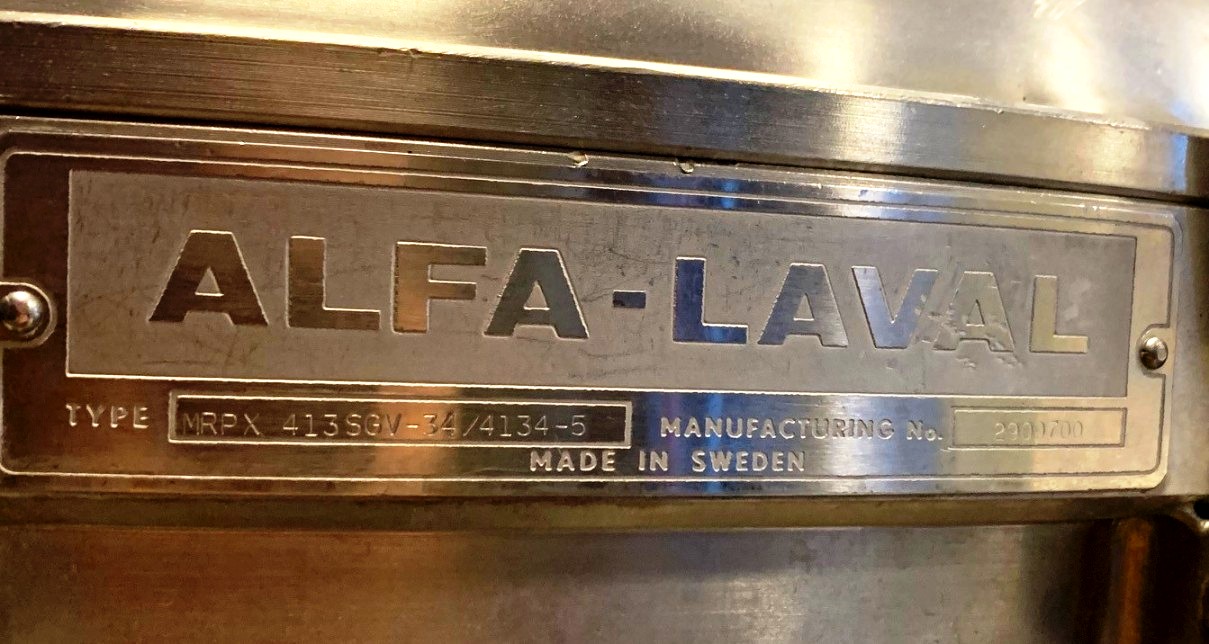 ALFA-LAVAL
TYPE MRPX 413SGV-34/4134-5 MANUFACTURING No.
MADE IN SWEDEN